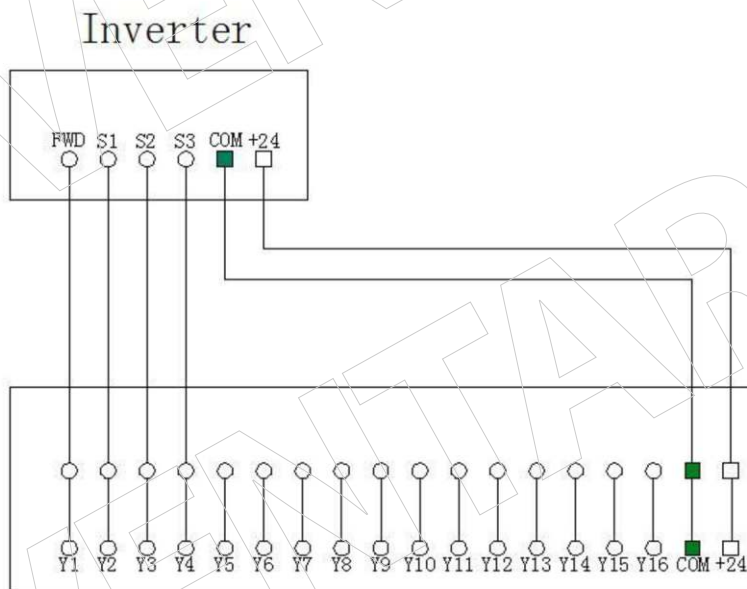 Inverter
FWD S1 S2 S3 COM +24
Y1 Y2 Y3 Y4 Y5 Y6 Y7 Y8 Y9 Y10 Y11 Y12 Y13 Y14 Y15 Y16 COM +24